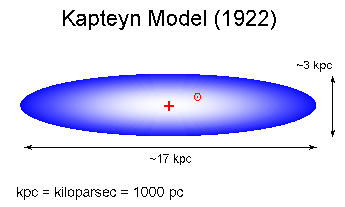 Kapteyn Model (1922)
~3 kpc
~17 kpc
kpc = kiloparsec = 1000 pc